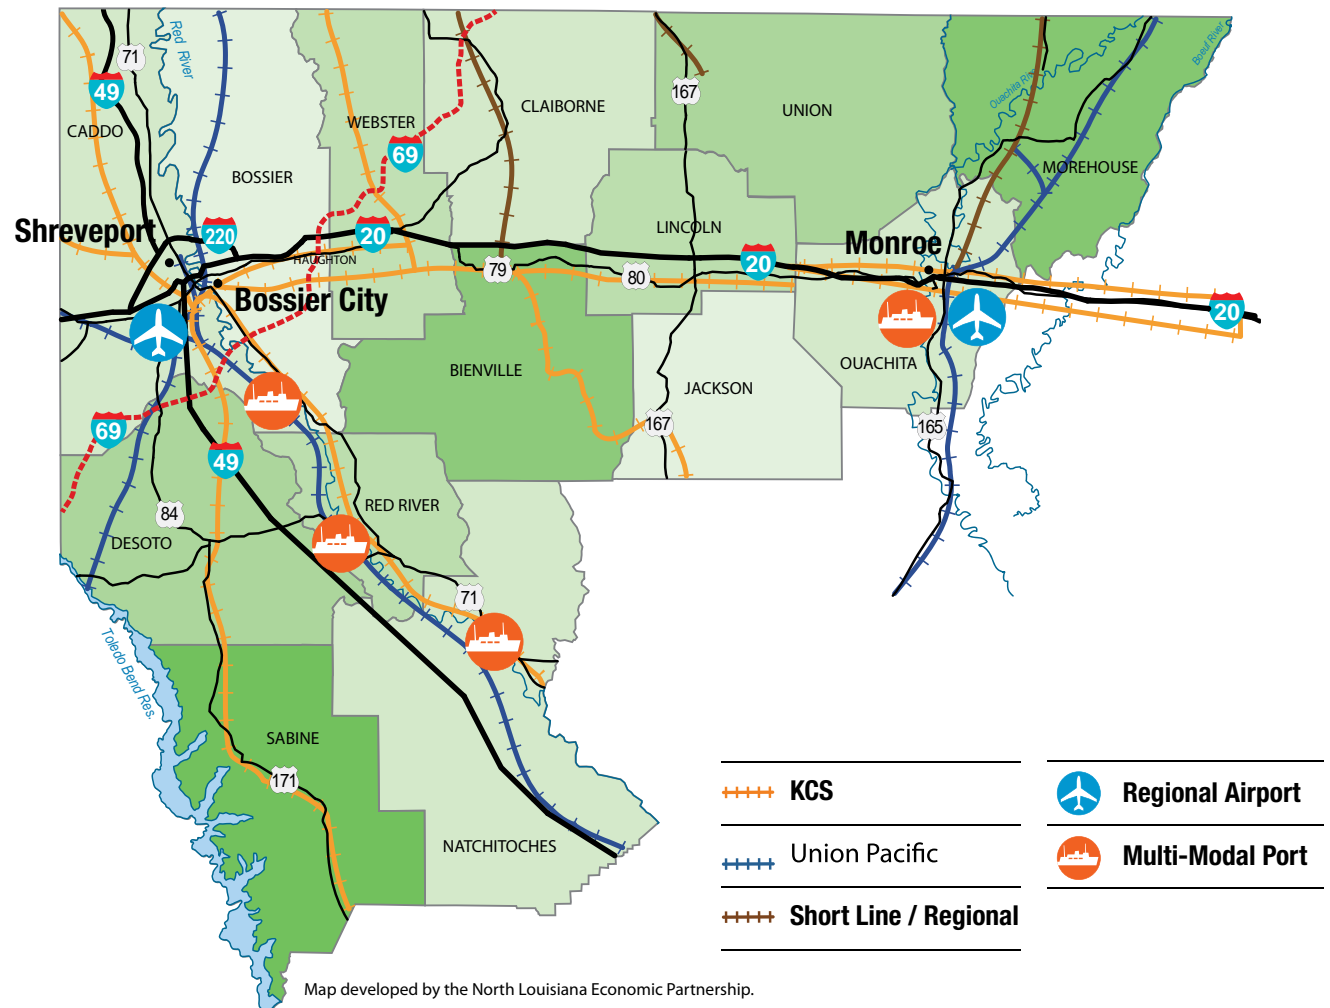 Red River
71
49
CADDO
BOSSIER
WEBSTER
69
CLAIBORNE
167
UNION
Ouachita Riv
Boeuf River
MOREHOUSE
Shreveport
220
20
HAUGHTON
LINCOLN
20
Monroe
79
80
Bossier City
20
BIENVILLE
JACKSON
OUACHITA
167
165
69
49
84
DESOTO
RED RIVER
71
Toledo Bend Res.
SABINE
171
NATCHITOCHES
KCS
Regional Airport
Union Pacific
Multi-Modal Port
Short Line / Regional
Map developed by the North Louisiana Economic Partnership.